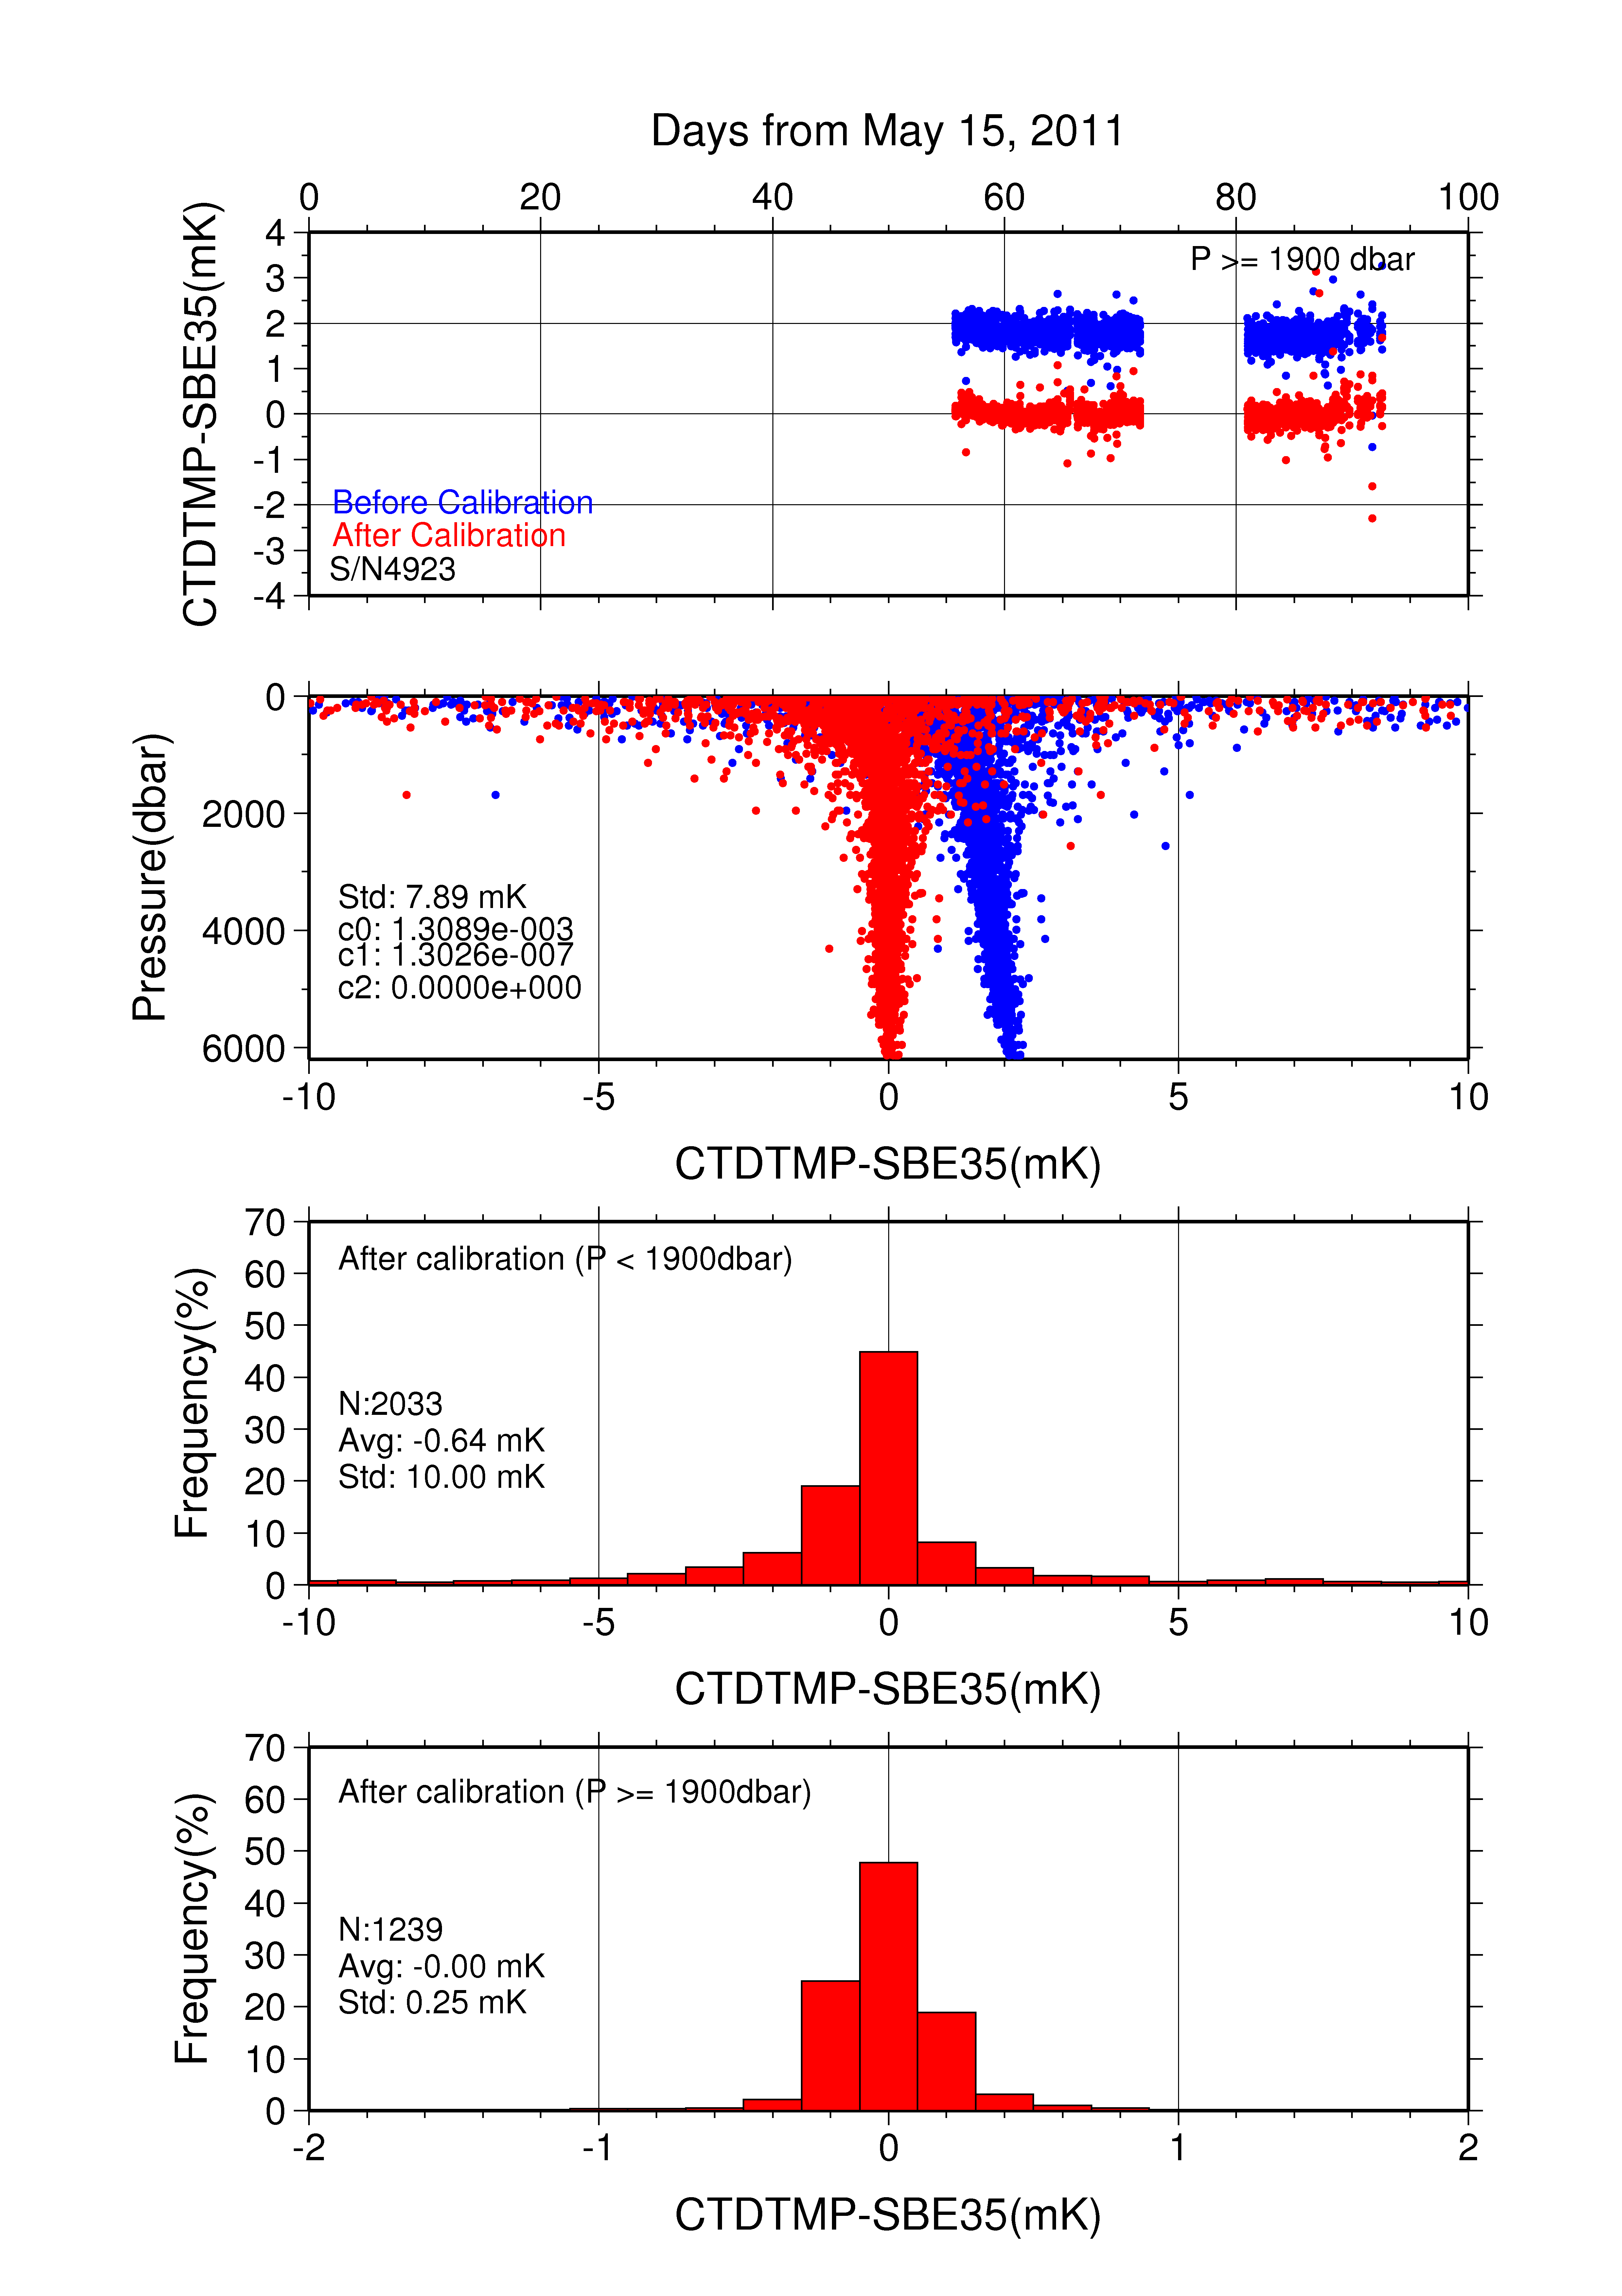 Days from May 15, 2011
0 20 40 60 80 100
CTDTMP-SBE35(mK)
4
3
2
1
0
-1
-2
-3
-4
P >= 1900 dbar
Before Calibration
After Calibration
S/N4923
Pressure(dbar)
0
2000
4000
6000
Std: 7.89 mK
c0: 1.3089e-003
c1: 1.3026e-007
c2: 0.0000e+000
-10 -5 0 5 10
CTDTMP-SBE35(mK)
Frequency(%)
70
60
50
40
30
20
10
0
After calibration (P < 1900dbar)
N:2033
Avg: -0.64 mK
Std: 10.00 mK
-10 -5 0 5 10
CTDTMP-SBE35(mK)
Frequency(%)
70
60
50
40
30
20
10
0
After calibration (P >= 1900dbar)
N:1239
Avg: -0.00 mK
Std: 0.25 mK
-2 -1 0 1 2
CTDTMP-SBE35(mK)